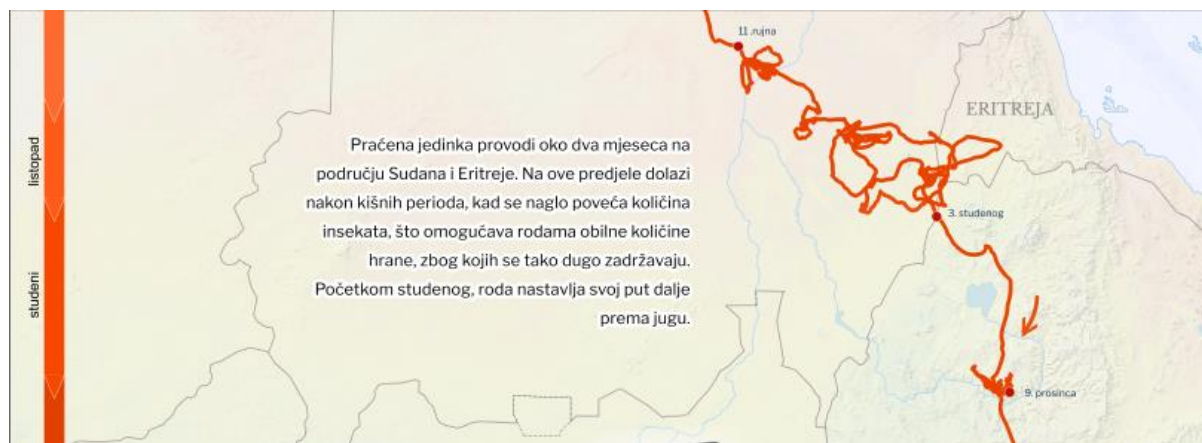 11 .rujna
ERITREJA
listopad
Praćena jedinka provodi oko dva mjeseca na
području Sudana i Eritreje. Na ove predjele dolazi
nakon kišnih perioda, kad se naglo poveća količina
insekata, što omogućava rodama obilne količine
hrane, zbog kojih se tako dugo zadržavaju.
Početkom studenog, roda nastavlja svoj put dalje
prema jugu.
3. studenog
studeni
9. prosinca